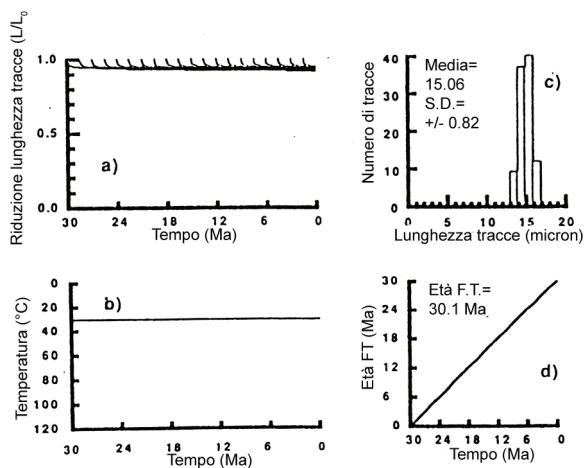 Riduzione lunghezza tracce (L/L₀)
1.0
0.5
0.0
a)
30 24 18 12 6 0
Tempo (Ma)
Numero di tracce
40
30
20
10
0
Media=
15.06
S.D.=
+/- 0.82
c)
0 5 10 15 20
Lunghezza tracce (micron)
Temperatura (°C)
0
20
40
60
80
100
120
b)
30 24 18 12 6 0
Tempo (Ma)
Età FT (Ma)
30
24
18
12
6
0
Età F.T.=
30.1 Ma
d)
30 24 18 12 6 0
Tempo (Ma)